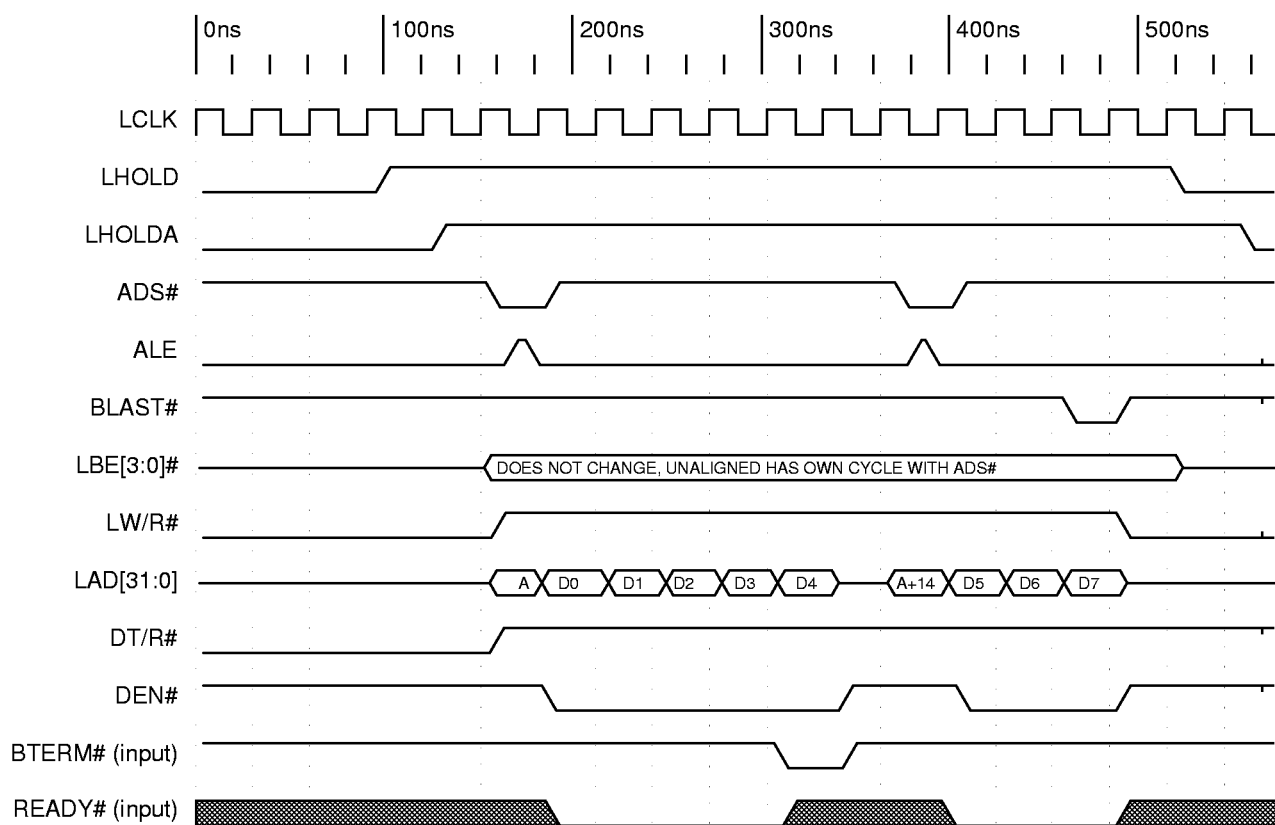 0ns 100ns 200ns 300ns 400ns 500ns
LCLK
LHOLD
LHOLDA
ADS#
ALE
BLAST#
LBE[3:0]# DOES NOT CHANGE, UNALIGNED HAS OWN CYCLE WITH ADS#
LW/R#
LAD[31:0] A D0 D1 D2 D3 D4 A+14 D5 D6 D7
DT/R#
DEN#
BTERM# (input)
READY# (input)